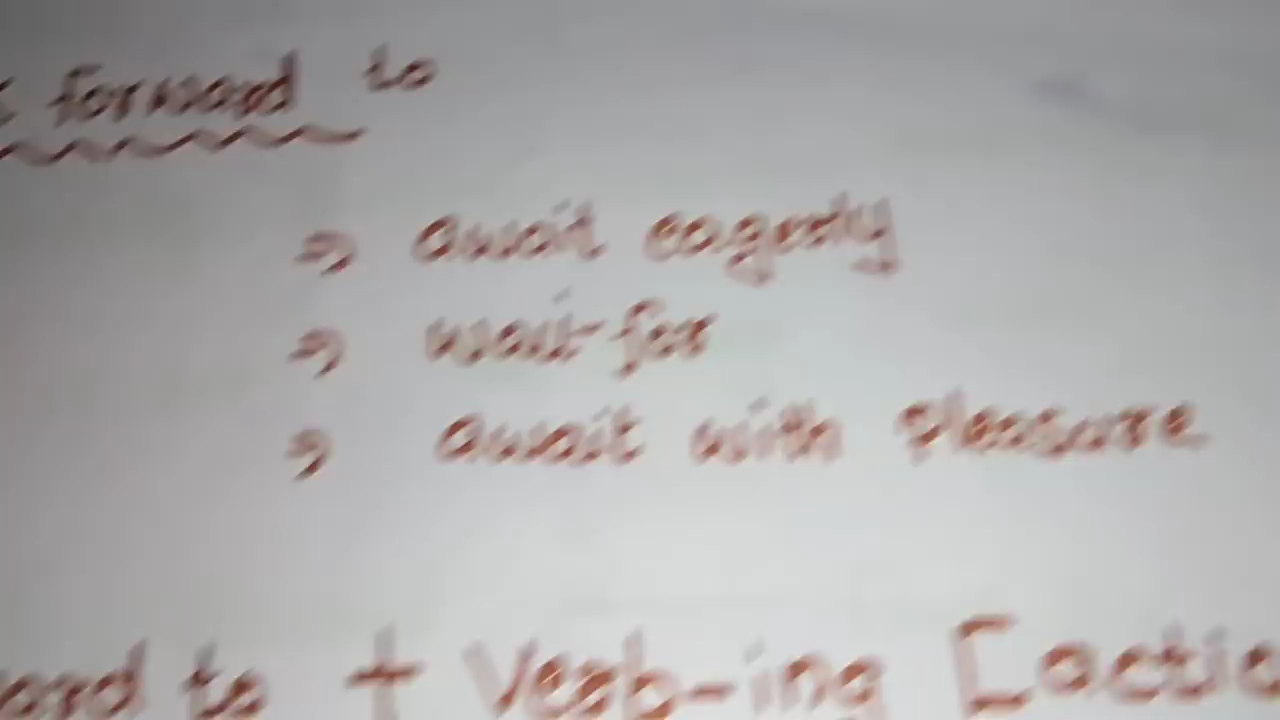 forward to
⇒ await eagerly
⇒ wait for
⇒ await with Pleasure
to + Verb-ing